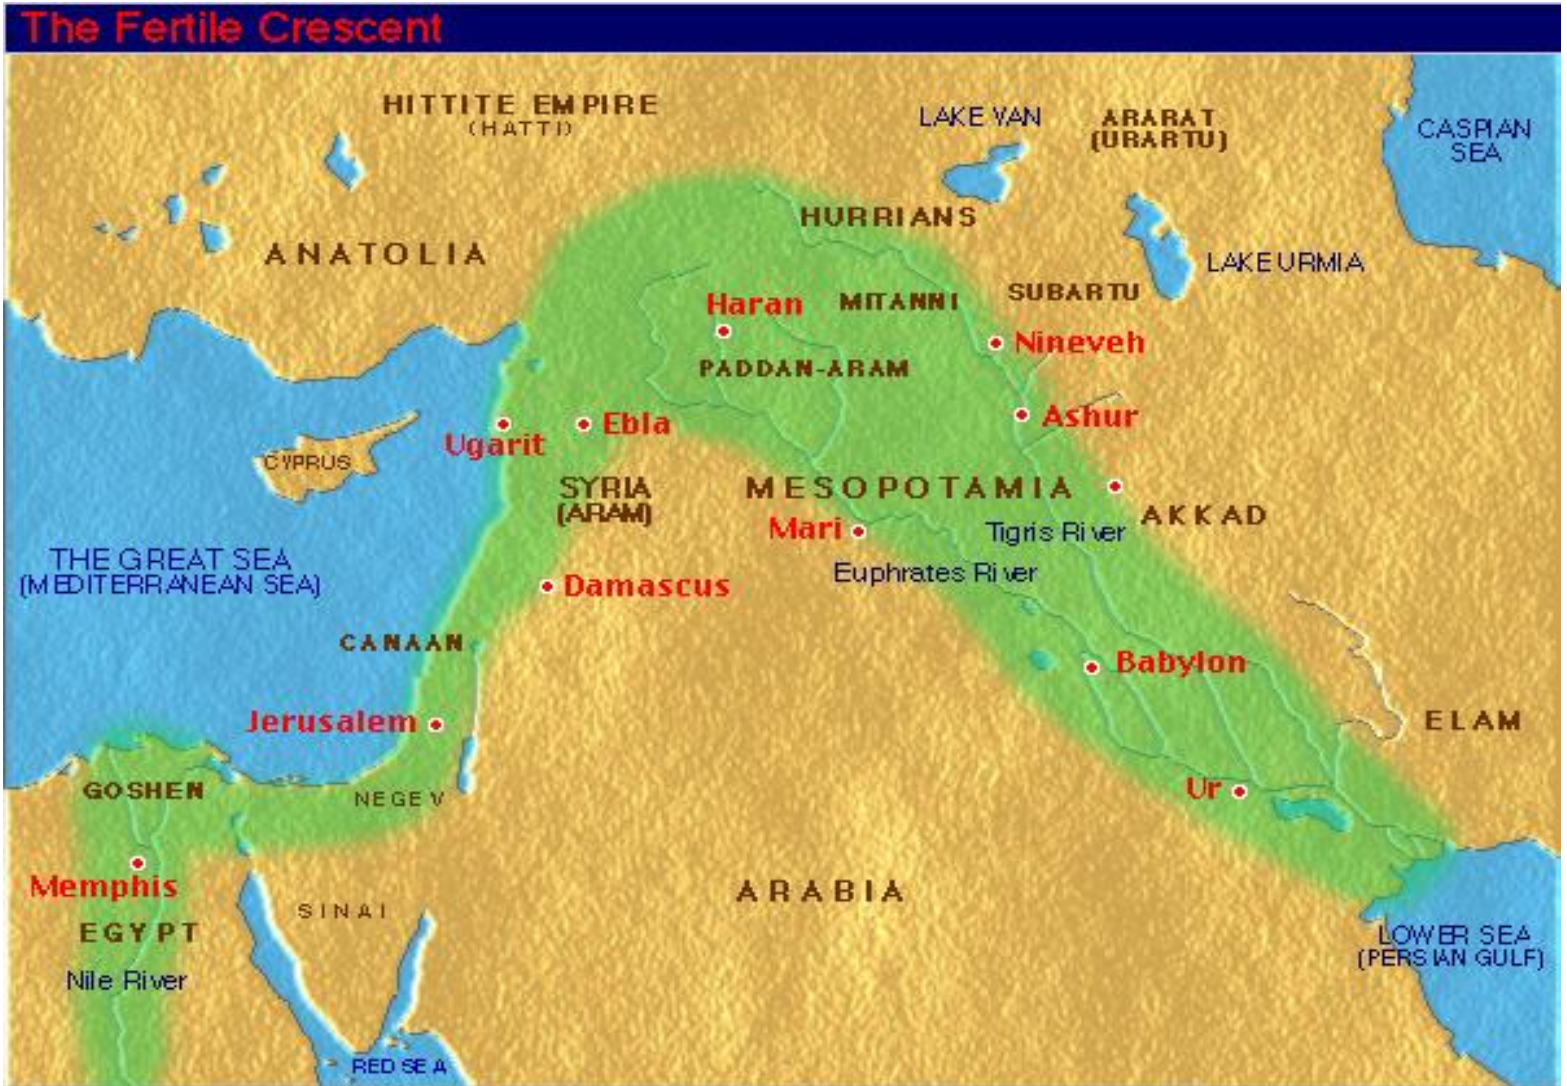 The Fertile Crescent
HITTITE EMPIRE
(HATTI)
LAKE VAN
ARARAT
(URARTU)
CASPIAN
SEA
HURRIANS
ANATOLIA
LAKE URMIA
SUBARTU
MITANNI
Haran
Nineveh
PADDAN-ARAM
Ashur
Ebla
Ugarit
CYPRUS
SYRIA
(ARAM)
MESOPOTAMIA
AKKAD
Mari
Tigris River
THE GREAT SEA
(MEDITERRANEAN SEA)
Euphrates River
Damascus
CANAAN
Babylon
Jerusalem
ELAM
GOSHEN
NEGEV
Ur
Memphis
ARABIA
SINAI
EGYPT
LOWER SEA
(PERSIAN GULF)
Nile River
RED SEA